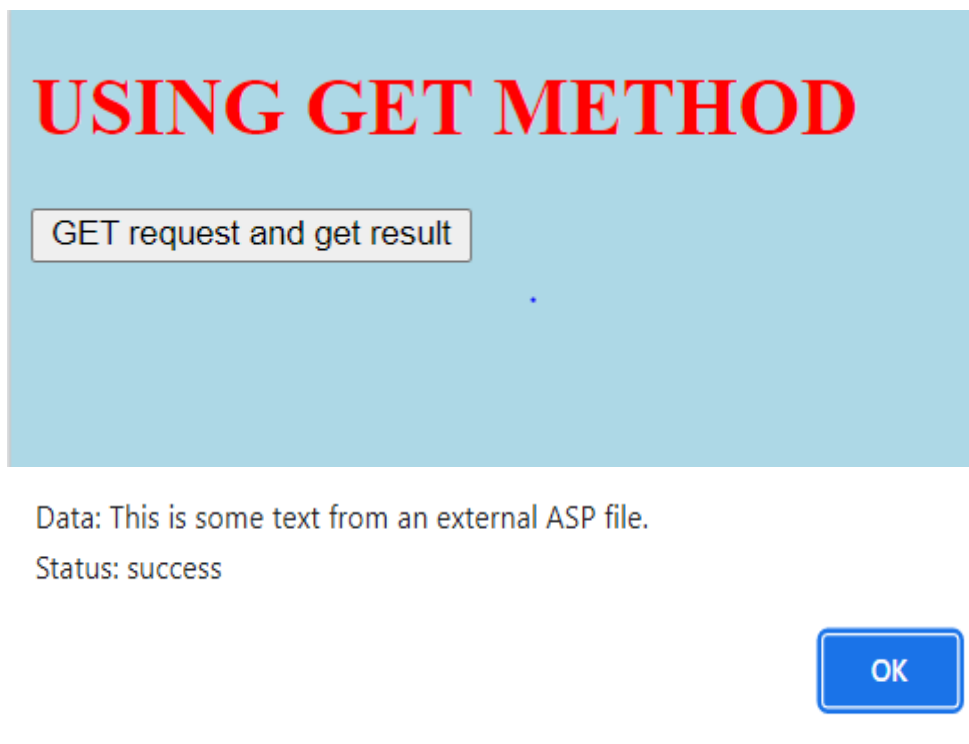 USING GET METHOD
GET request and get result
Data: This is some text from an external ASP file.
Status: success
OK